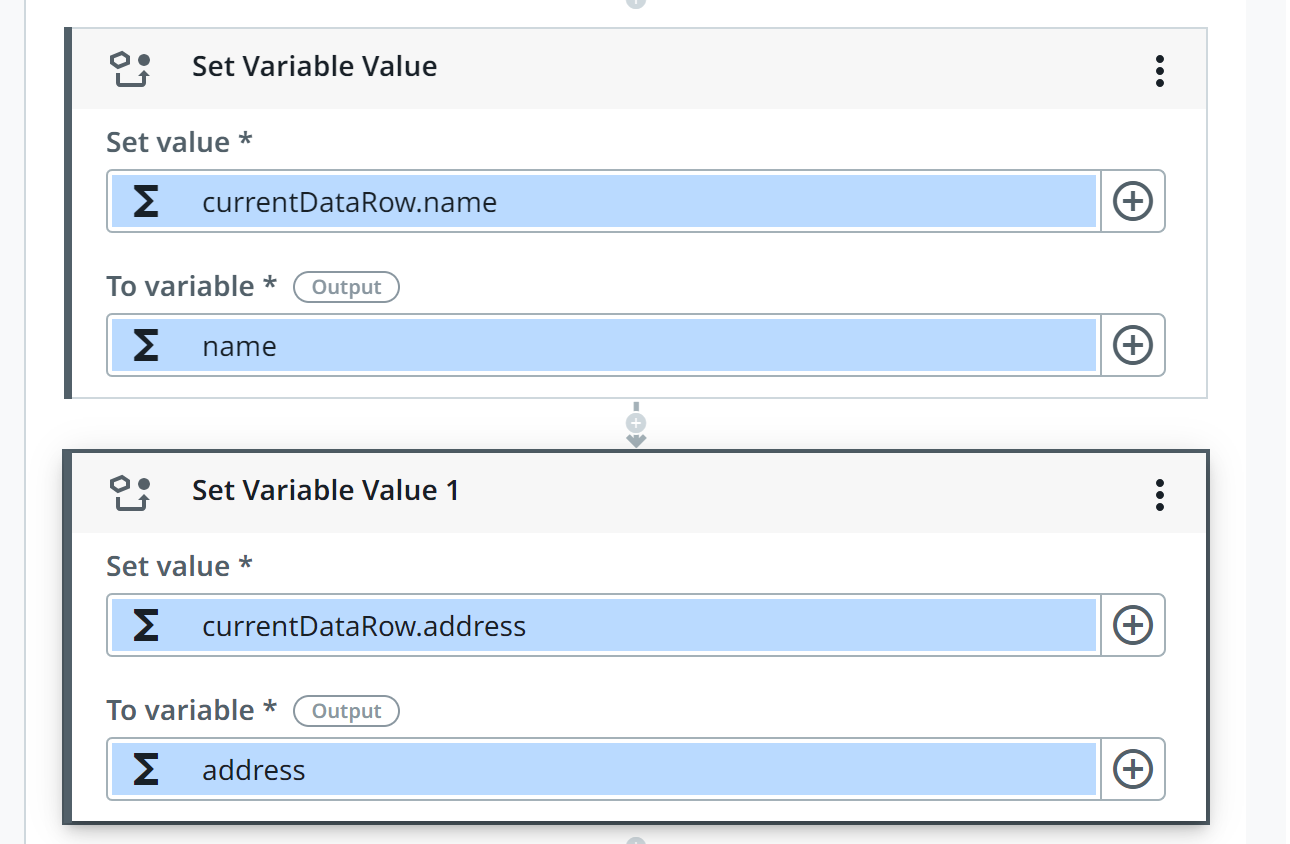 Set Variable Value
Set value *
currentDataRow.name
To variable * Output
name
Set Variable Value 1
Set value *
currentDataRow.address
To variable * Output
address